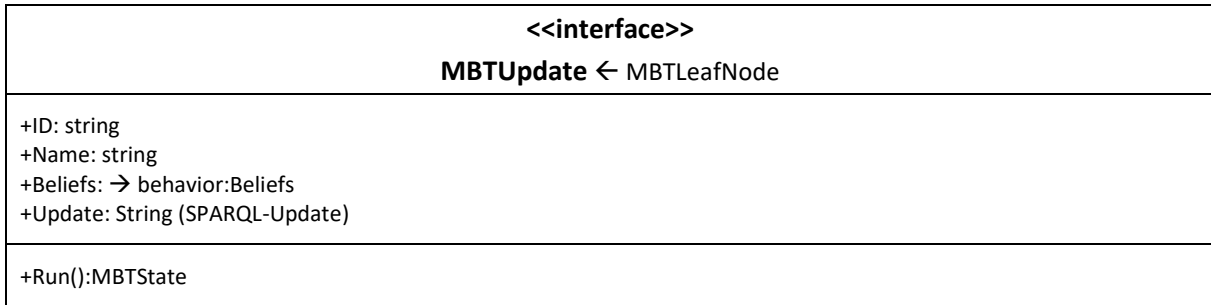 <<interface>>
MBTUpdate ← MBTLeafNode
+ID: string
+Name: string
+Beliefs: → behavior:Beliefs
+Update: String (SPARQL-Update)
+Run():MBTState